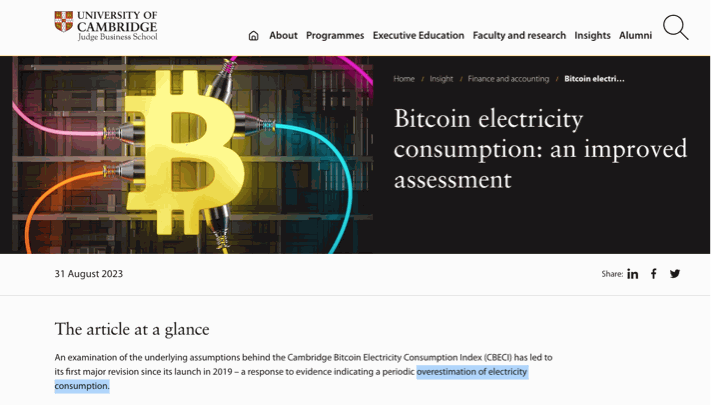 UNIVERSITY OF
CAMBRIDGE
Judge Business School
About Programmes Executive Education Faculty and research Insights Alumni
Home / Insight / Finance and accounting / Bitcoin electri...
Bitcoin electricity
consumption: an improved
assessment
31 August 2023
Share:
The article at a glance
An examination of the underlying assumptions behind the Cambridge Bitcoin Electricity Consumption Index (CBECI) has led to
its first major revision since its launch in 2019 – a response to evidence indicating a periodic overestimation of electricity
consumption.